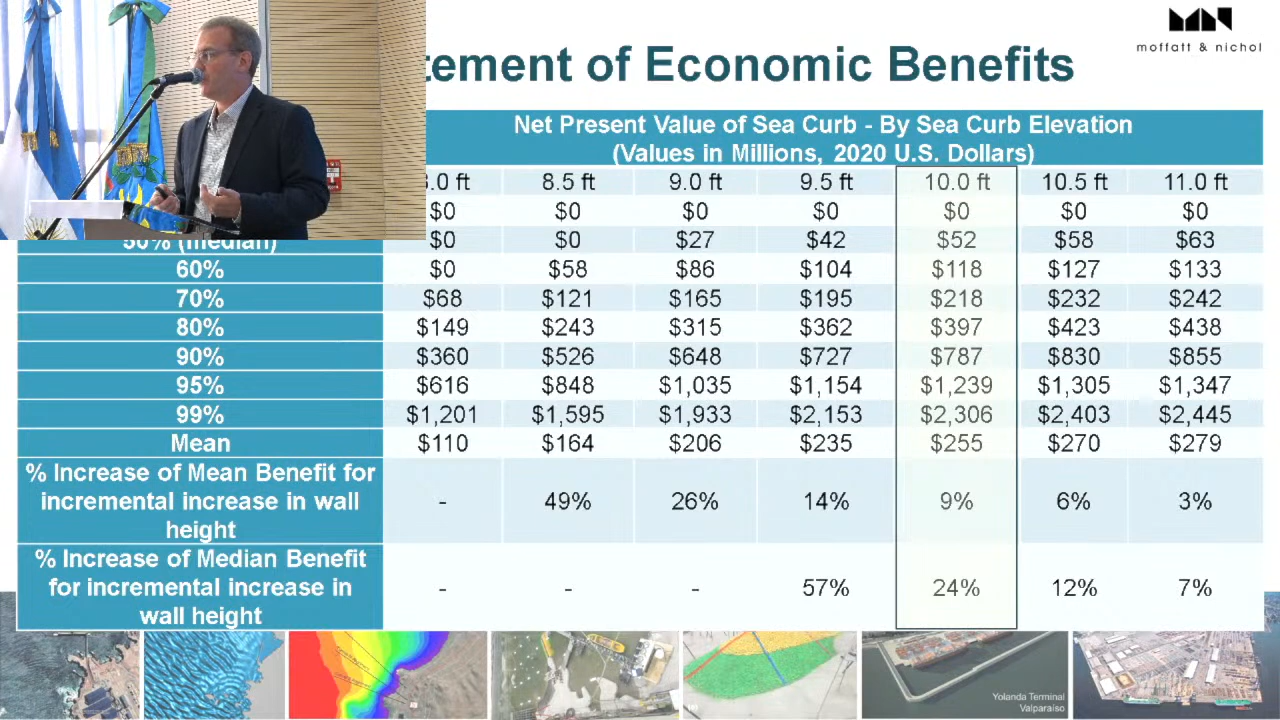 moffatt & nichol
tement of Economic Benefits
Net Present Value of Sea Curb - By Sea Curb Elevation
(Values in Millions, 2020 U.S. Dollars)
.0 ft 8.5 ft 9.0 ft 9.5 ft 10.0 ft 10.5 ft 11.0 ft
$0 $0 $0 $0 $0 $0 $0
50% (median) $0 $0 $27 $42 $52 $58 $63
60% $0 $58 $86 $104 $118 $127 $133
70% $68 $121 $165 $195 $218 $232 $242
80% $149 $243 $315 $362 $397 $423 $438
90% $360 $526 $648 $727 $787 $830 $855
95% $616 $848 $1,035 $1,154 $1,239 $1,305 $1,347
99% $1,201 $1,595 $1,933 $2,153 $2,306 $2,403 $2,445
Mean $110 $164 $206 $235 $255 $270 $279
% Increase of Mean Benefit for
incremental increase in wall
height
- 49% 26% 14% 9% 6% 3%
% Increase of Median Benefit
for incremental increase in
wall height
- - - 57% 24% 12% 7%
Yolanda Terminal
Valparaíso